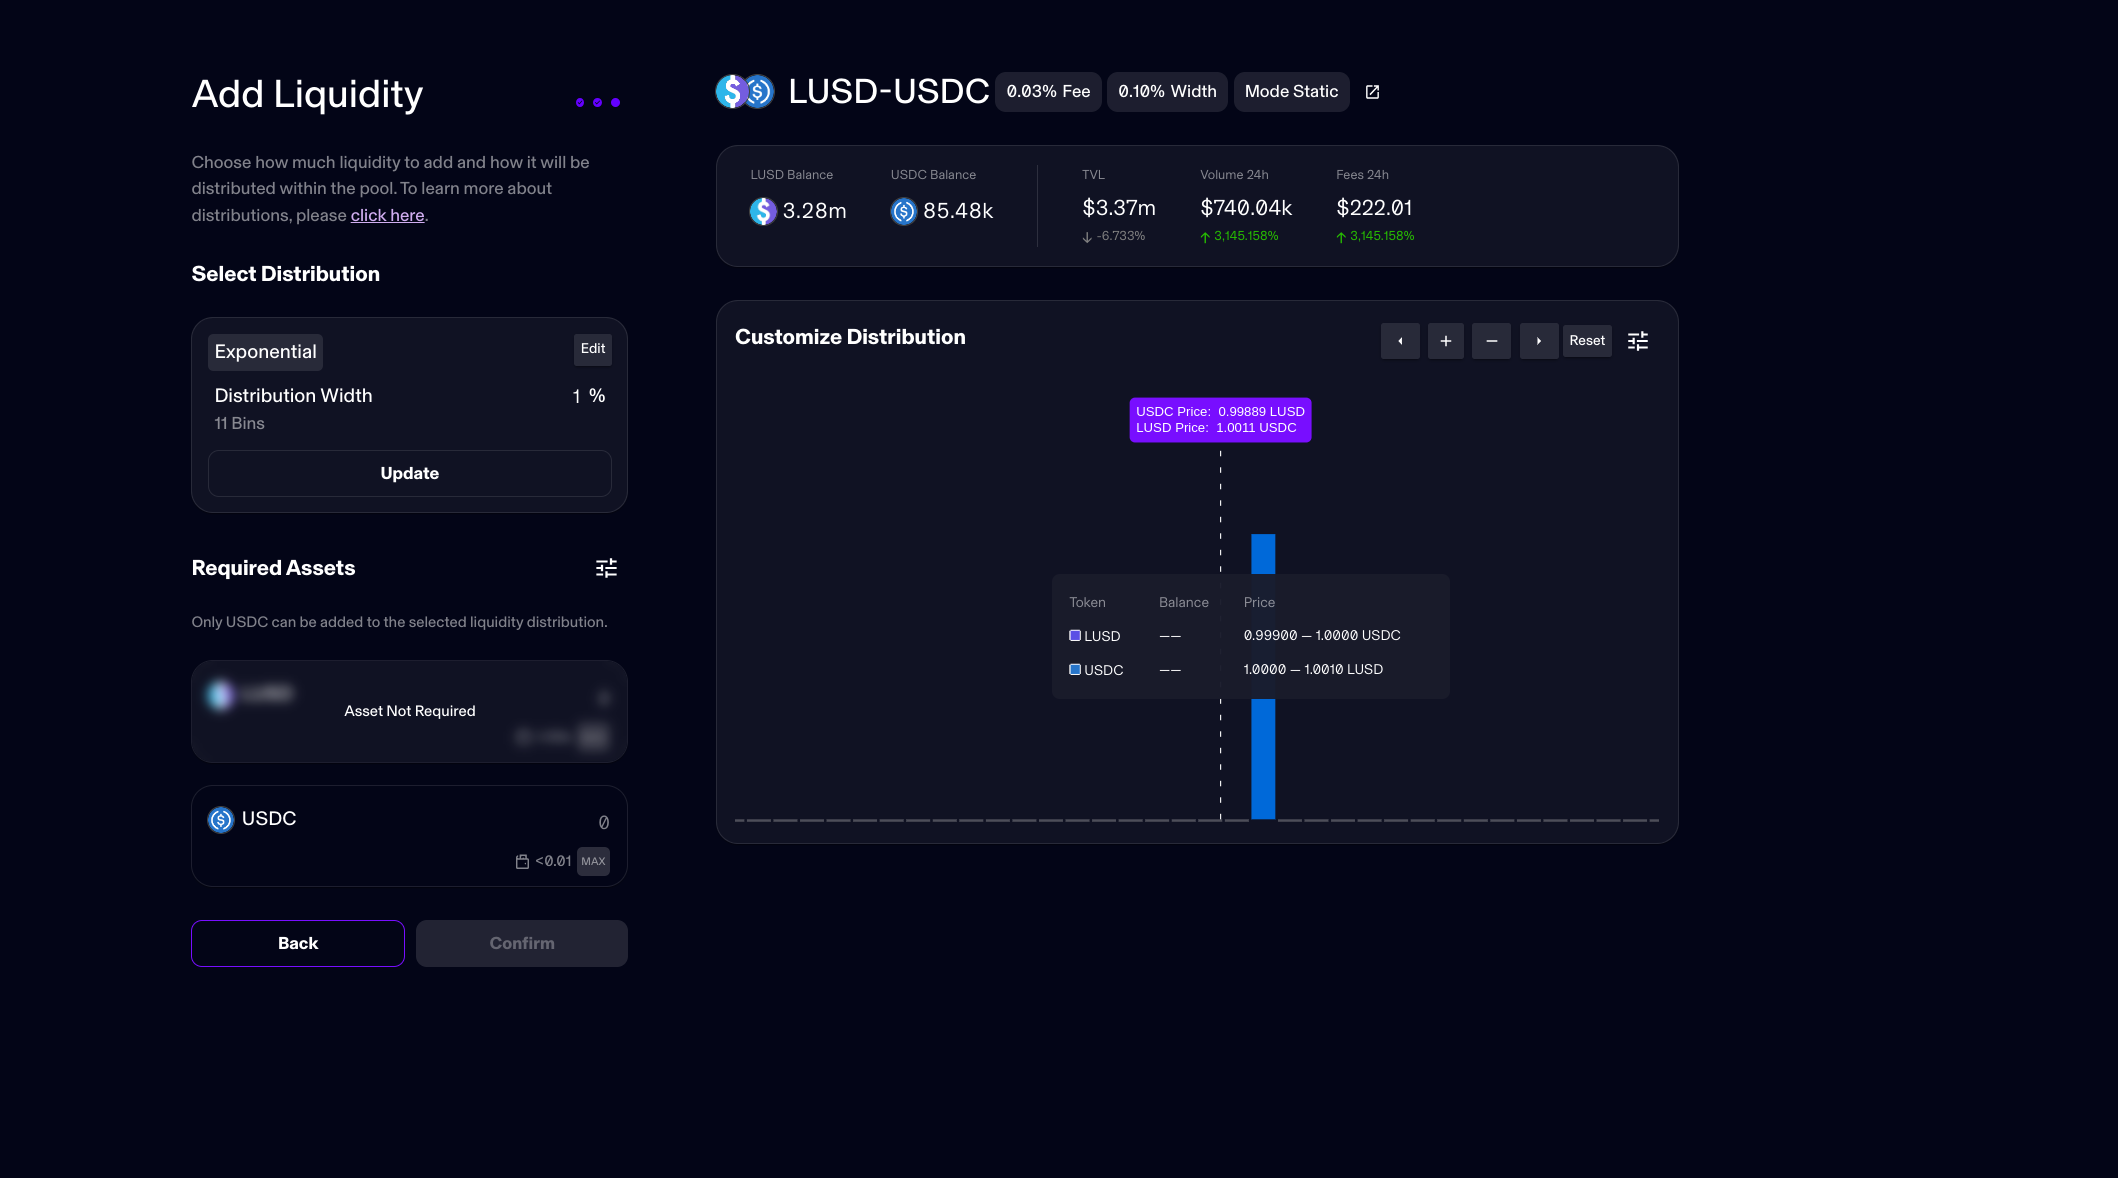 Add Liquidity
Choose how much liquidity to add and how it will be
distributed within the pool. To learn more about
distributions, please click here.
Select Distribution
Exponential
Edit
Distribution Width
1 %
11 Bins
Update
Required Assets
Only USDC can be added to the selected liquidity distribution.
Asset Not Required
USDC
0
<0.01 MAX
Back
Confirm
LUSD-USDC 0.03% Fee 0.10% Width Mode Static
LUSD Balance
3.28m
USDC Balance
85.48k
TVL
$3.37m
-6.733%
Volume 24h
$740.04k
3,145.158%
Fees 24h
$222.01
3,145.158%
Customize Distribution
+ − Reset
USDC Price: 0.99889 LUSD
LUSD Price: 1.0011 USDC
Token Balance Price
LUSD —— 0.99900 — 1.0000 USDC
USDC —— 1.0000 — 1.0010 LUSD